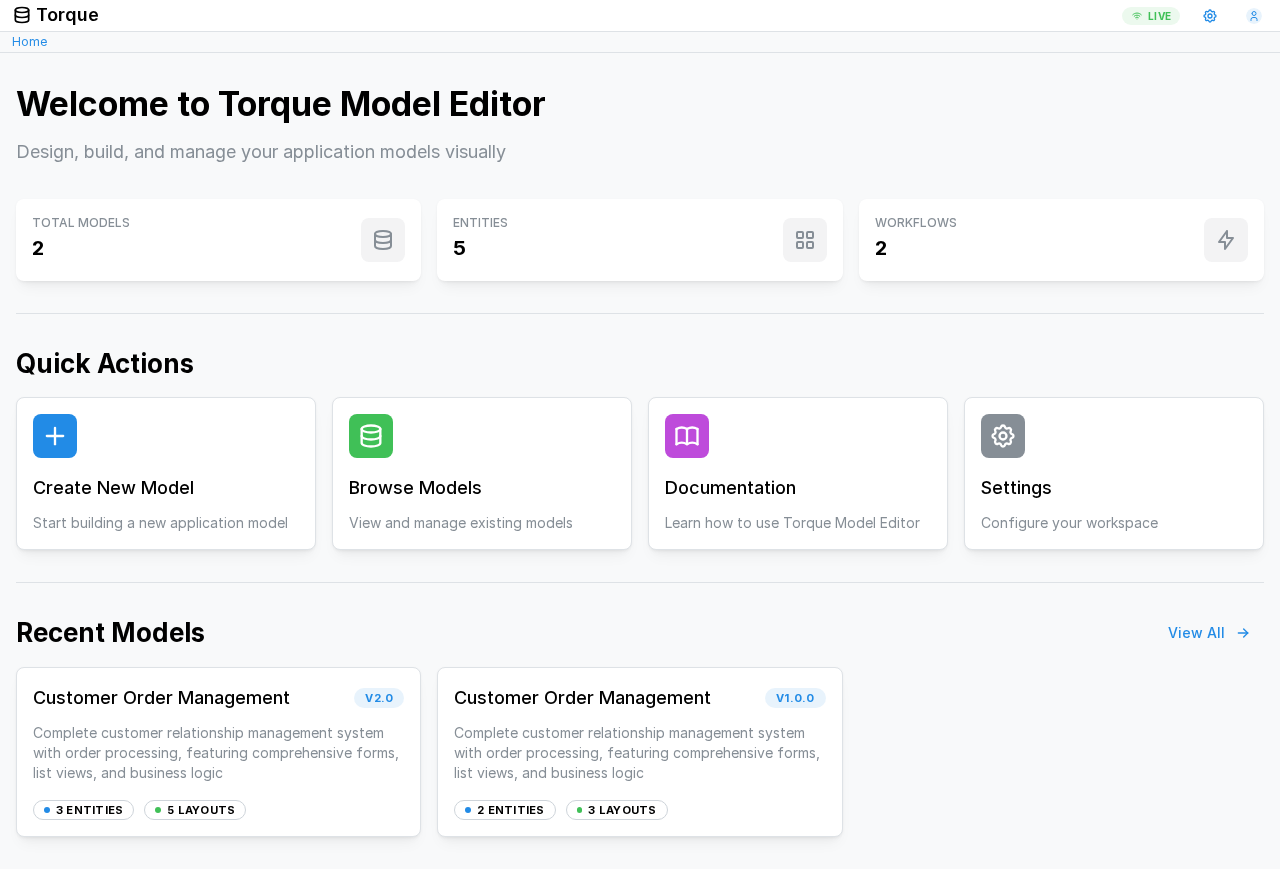 Torque
LIVE
Home
Welcome to Torque Model Editor
Design, build, and manage your application models visually
TOTAL MODELS
2
ENTITIES
5
WORKFLOWS
2
Quick Actions
Create New Model
Start building a new application model
Browse Models
View and manage existing models
Documentation
Learn how to use Torque Model Editor
Settings
Configure your workspace
Recent Models
View All
Customer Order Management
V2.0
Complete customer relationship management system
with order processing, featuring comprehensive forms,
list views, and business logic
3 ENTITIES
5 LAYOUTS
Customer Order Management
V1.0.0
Complete customer relationship management system
with order processing, featuring comprehensive forms,
list views, and business logic
2 ENTITIES
3 LAYOUTS